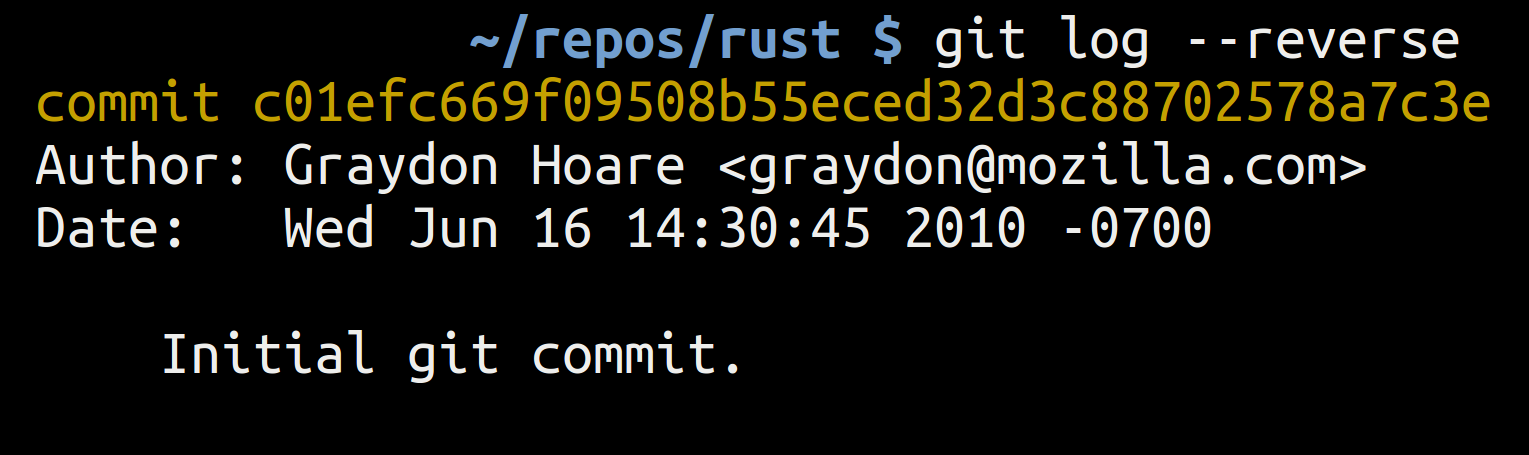 ~/repos/rust $ git log --reverse
commit c01efc669f09508b55eced32d3c88702578a7c3e
Author: Graydon Hoare <graydon@mozilla.com>
Date:   Wed Jun 16 14:30:45 2010 -0700
Initial git commit.